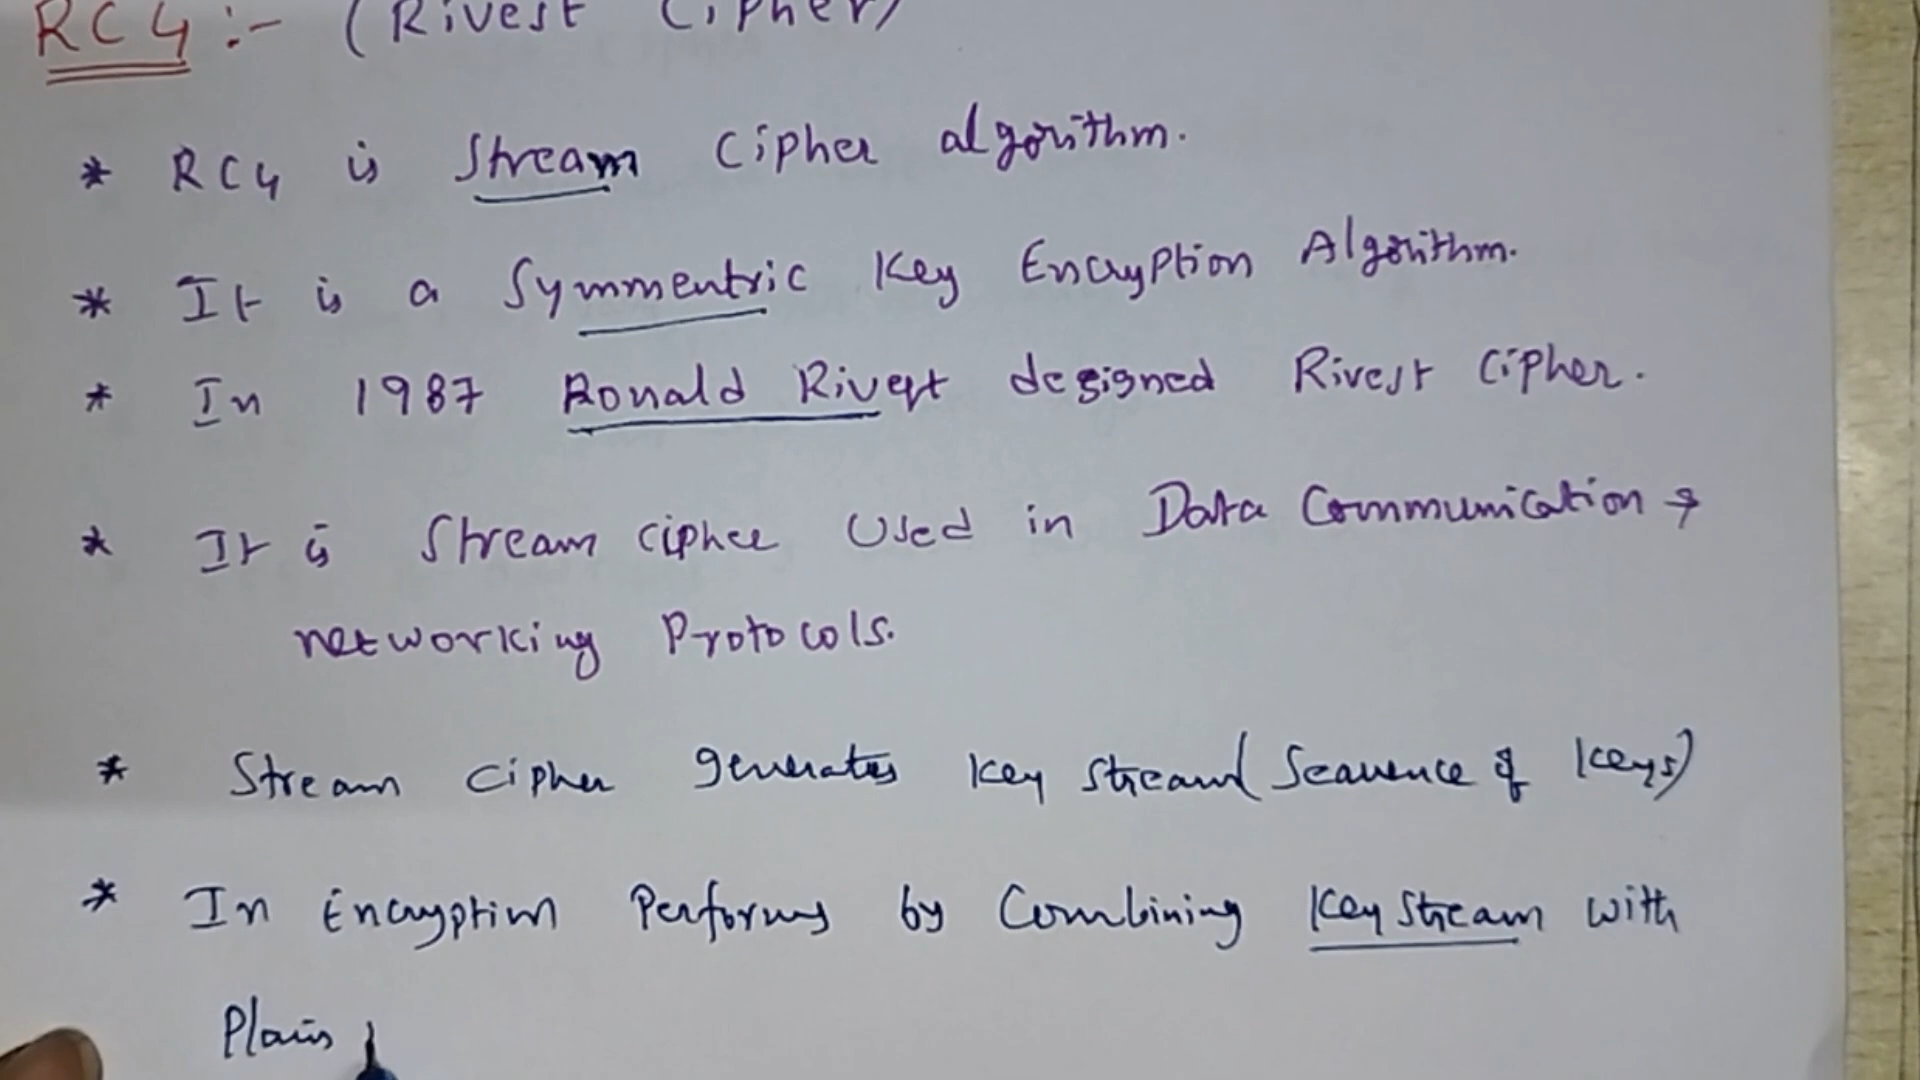 RC4 :- (Rivest Cipher)
* RC4 is Stream Cipher algorithm.
* It is a Symmentric Key Encryption Algorithm.
* In 1987 Ronald Rivest designed Rivest Cipher.
* It is Stream cipher Used in Data Communication &
networking Protocols.
* Stream cipher generates key stream (Seauence of keys)
* In Encryption Performs by Combining Key Stream with
Plain